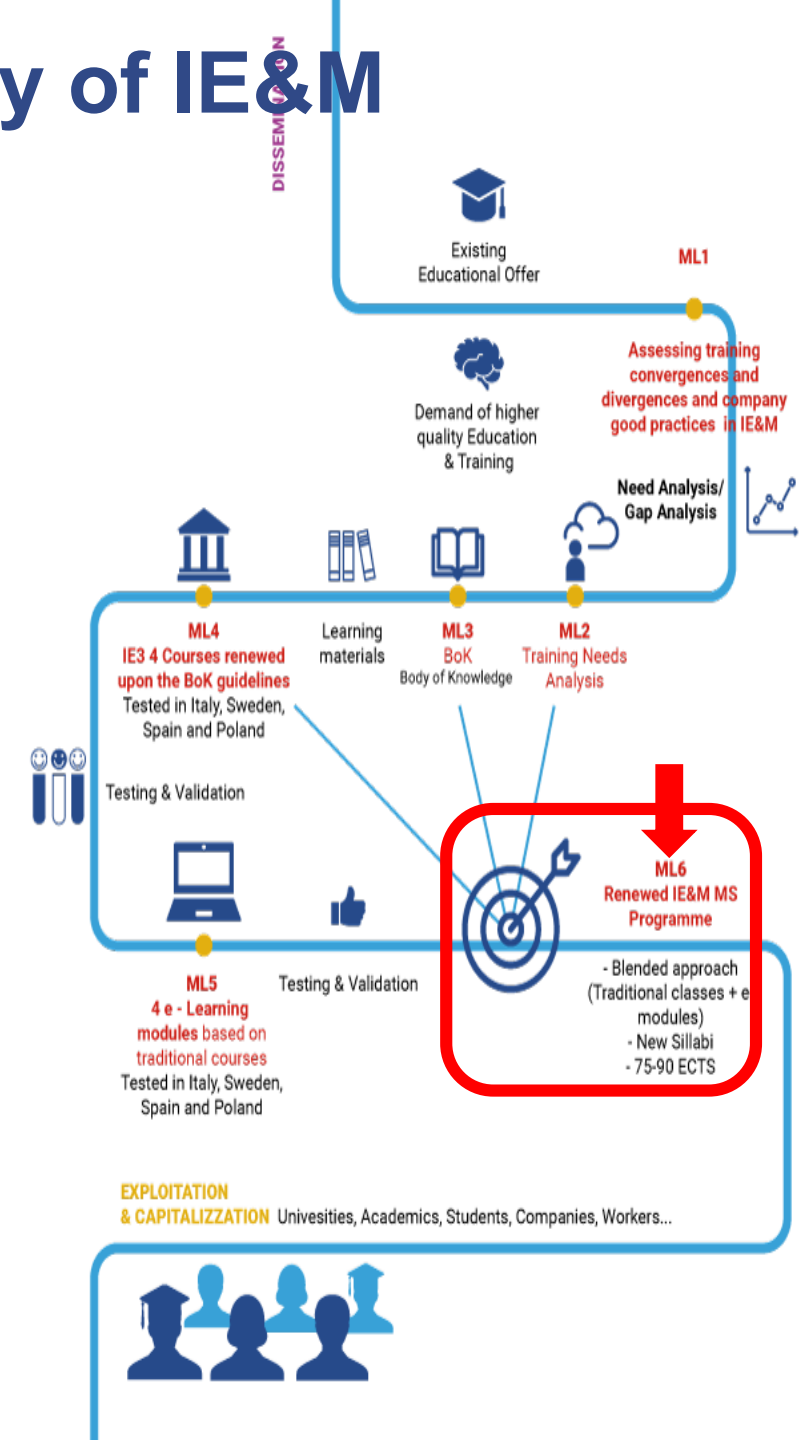 y of IE&M
DISSEMINATION
Existing
Educational Offer
ML1
Assessing training
convergences and
divergences and company
good practices in IE&M
Demand of higher
quality Education
& Training
Need Analysis/
Gap Analysis
ML4
IE3 4 Courses renewed
upon the BoK guidelines
Tested in Italy, Sweden,
Spain and Poland
Learning
materials
ML3
BoK
Body of Knowledge
ML2
Training Needs
Analysis
Testing & Validation
ML6
Renewed IE&M MS
Programme
- Blended approach
(Traditional classes + e
modules)
- New Sillabi
- 75-90 ECTS
ML5
4 e - Learning
modules based on
traditional courses
Tested in Italy, Sweden,
Spain and Poland
Testing & Validation
EXPLOITATION
& CAPITALIZZATION Univesities, Academics, Students, Companies, Workers...